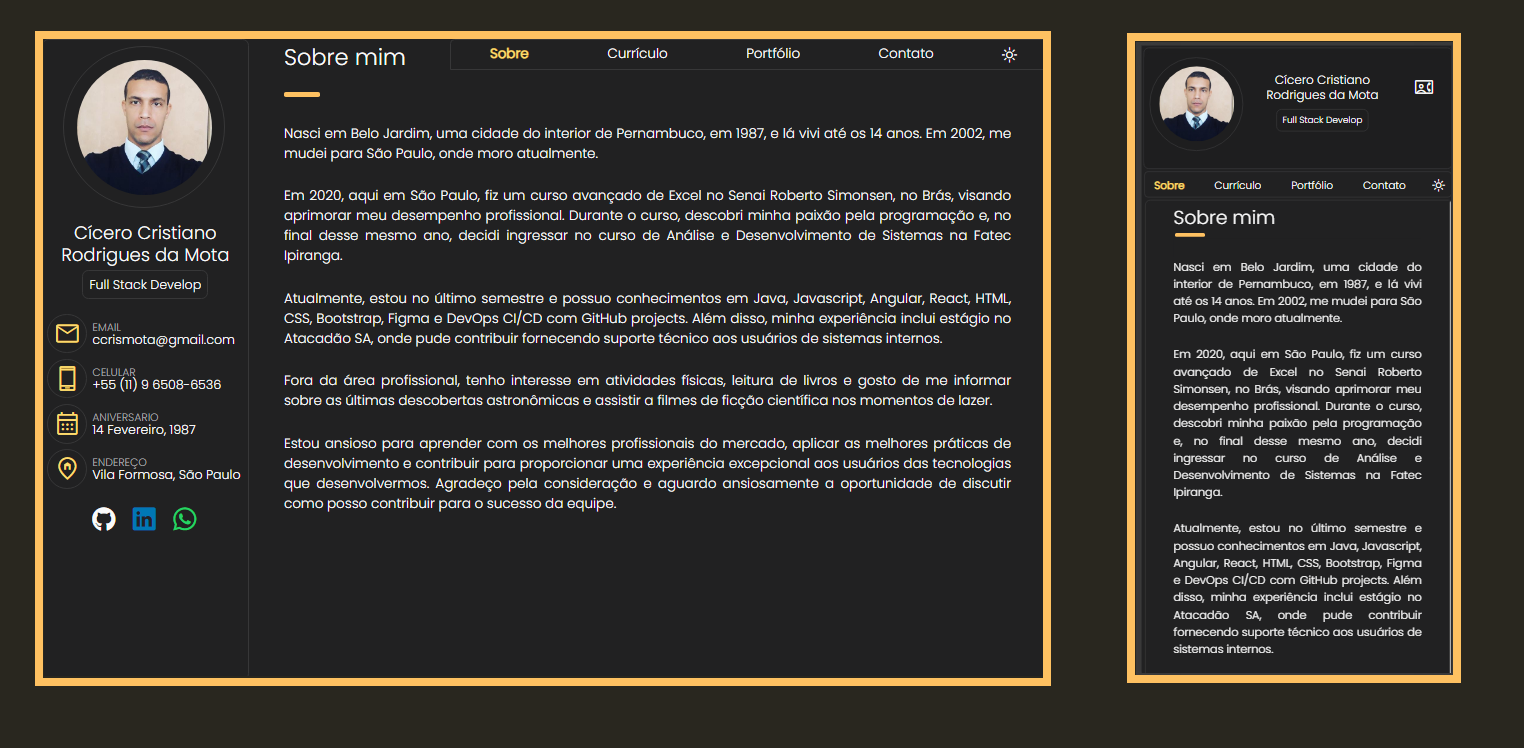 Cícero Cristiano
Rodrigues da Mota
Full Stack Develop
EMAIL
ccrismota@gmail.com
CELULAR
+55 (11) 9 6508-6536
ANIVERSARIO
14 Fevereiro, 1987
ENDEREÇO
Vila Formosa, São Paulo
Sobre mim
Sobre Currículo Portfólio Contato
Nasci em Belo Jardim, uma cidade do interior de Pernambuco, em 1987, e lá vivi até os 14 anos. Em 2002, me
mudei para São Paulo, onde moro atualmente.
Em 2020, aqui em São Paulo, fiz um curso avançado de Excel no Senai Roberto Simonsen, no Brás, visando
aprimorar meu desempenho profissional. Durante o curso, descobri minha paixão pela programação e, no
final desse mesmo ano, decidi ingressar no curso de Análise e Desenvolvimento de Sistemas na Fatec
Ipiranga.
Atualmente, estou no último semestre e possuo conhecimentos em Java, Javascript, Angular, React, HTML,
CSS, Bootstrap, Figma e DevOps CI/CD com GitHub projects. Além disso, minha experiência inclui estágio no
Atacadão SA, onde pude contribuir fornecendo suporte técnico aos usuários de sistemas internos.
Fora da área profissional, tenho interesse em atividades físicas, leitura de livros e gosto de me informar
sobre as últimas descobertas astronômicas e assistir a filmes de ficção científica nos momentos de lazer.
Estou ansioso para aprender com os melhores profissionais do mercado, aplicar as melhores práticas de
desenvolvimento e contribuir para proporcionar uma experiência excepcional aos usuários das tecnologias
que desenvolvermos. Agradeço pela consideração e aguardo ansiosamente a oportunidade de discutir
como posso contribuir para o sucesso da equipe.
Cícero Cristiano
Rodrigues da Mota
Full Stack Develop
Sobre Currículo Portfólio Contato
Sobre mim
Nasci em Belo Jardim, uma cidade do
interior de Pernambuco, em 1987, e lá vivi
até os 14 anos. Em 2002, me mudei para São
Paulo, onde moro atualmente.
Em 2020, aqui em São Paulo, fiz um curso
avançado de Excel no Senai Roberto
Simonsen, no Brás, visando aprimorar meu
desempenho profissional. Durante o curso,
descobri minha paixão pela programação
e, no final desse mesmo ano, decidi
ingressar no curso de Análise e
Desenvolvimento de Sistemas na Fatec
Ipiranga.
Atualmente, estou no último semestre e
possuo conhecimentos em Java, Javascript,
Angular, React, HTML, CSS, Bootstrap, Figma
e DevOps CI/CD com GitHub projects. Além
disso, minha experiência inclui estágio no
Atacadão SA, onde pude contribuir
fornecendo suporte técnico aos usuários de
sistemas internos.